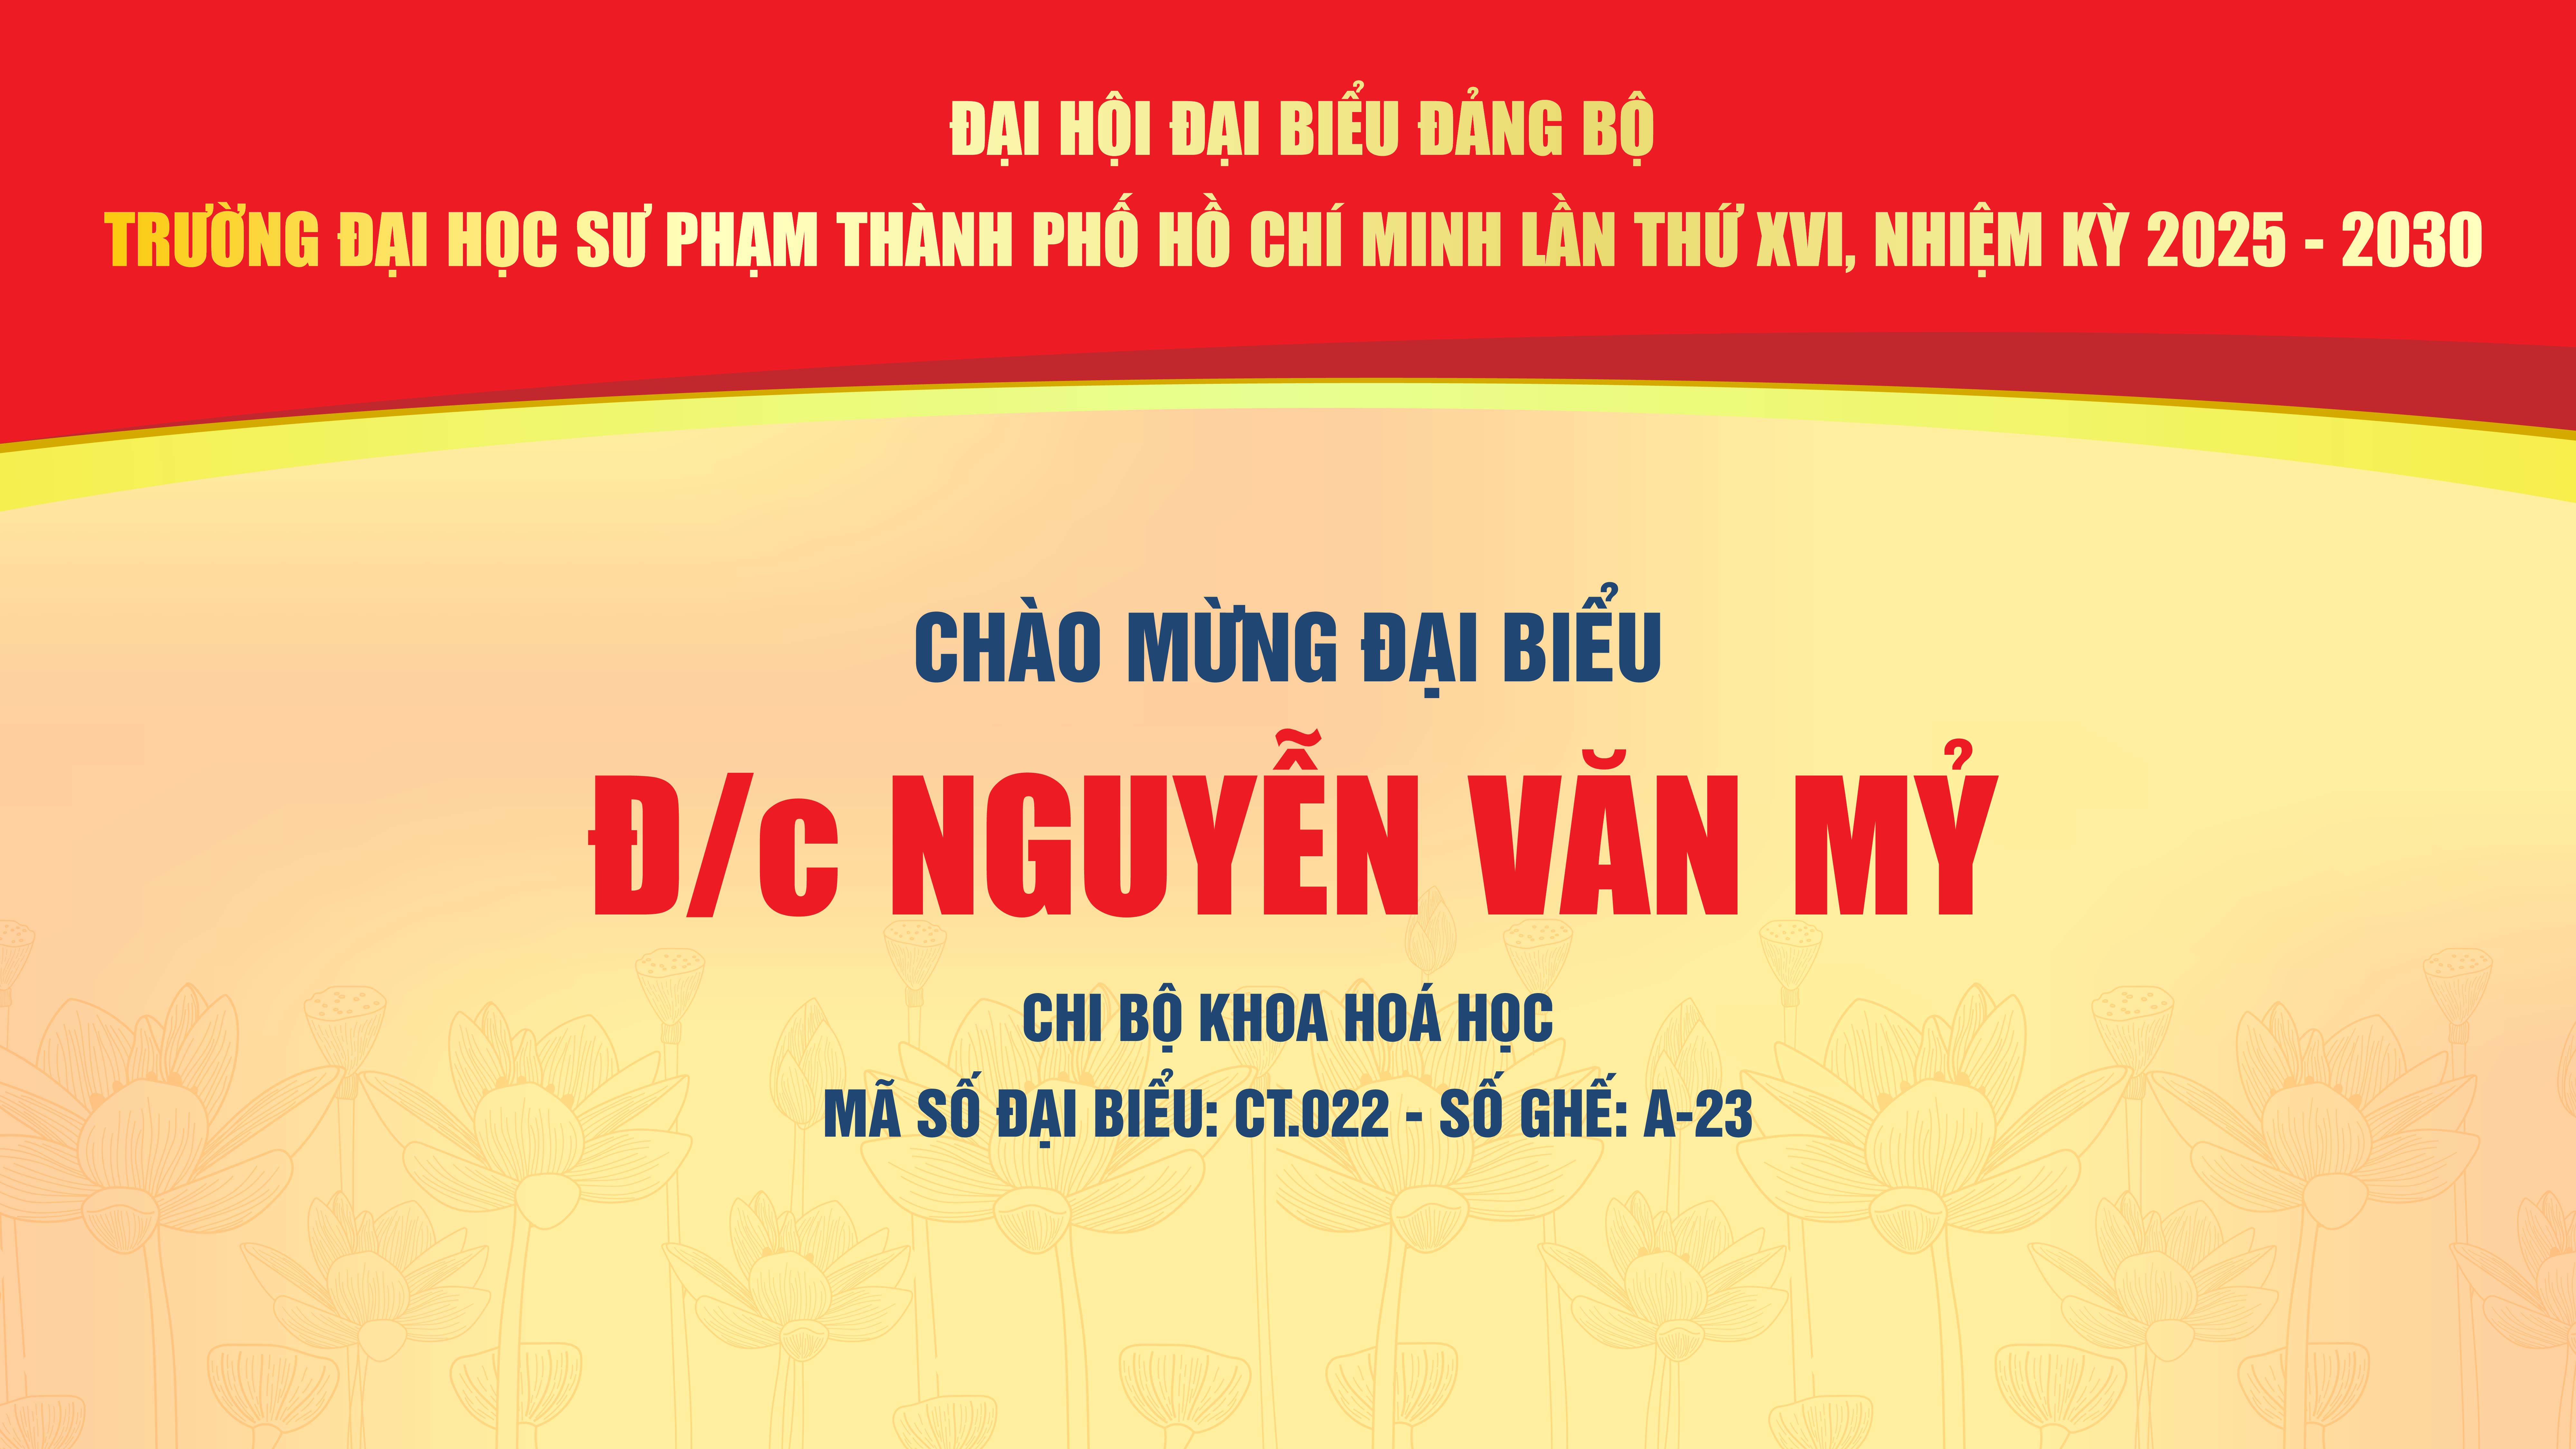 ĐẠI HỘI ĐẠI BIỂU ĐẢNG BỘ
TRƯỜNG ĐẠI HỌC SƯ PHẠM THÀNH PHỐ HỒ CHÍ MINH LẦN THỨ XVI, NHIỆM KỲ 2025 - 2030
CHÀO MỪNG ĐẠI BIỂU
Đ/c NGUYỄN VĂN MỶ
CHI BỘ KHOA HOÁ HỌC
MÃ SỐ ĐẠI BIỂU: CT.022 - SỐ GHẾ: A-23